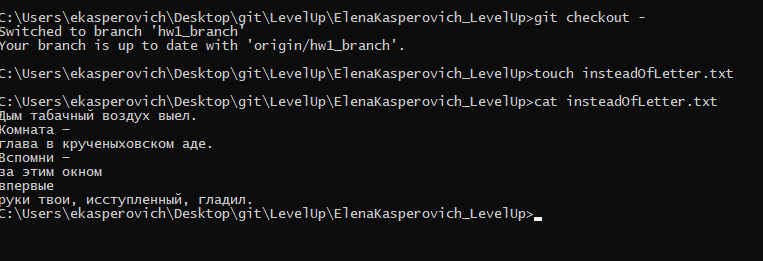 C:\Users\ekasperovich\Desktop\git\LevelUp\ElenaKasperovich_LevelUp>git checkout -
Switched to branch 'hw1_branch'
Your branch is up to date with 'origin/hw1_branch'.
C:\Users\ekasperovich\Desktop\git\LevelUp\ElenaKasperovich_LevelUp>touch insteadOfLetter.txt
C:\Users\ekasperovich\Desktop\git\LevelUp\ElenaKasperovich_LevelUp>cat insteadOfLetter.txt
Дым табачный воздух выел.
Комната —
глава в крученыховском аде.
Вспомни —
за этим окном
впервые
руки твои, исступленный, гладил.
C:\Users\ekasperovich\Desktop\git\LevelUp\ElenaKasperovich_LevelUp>